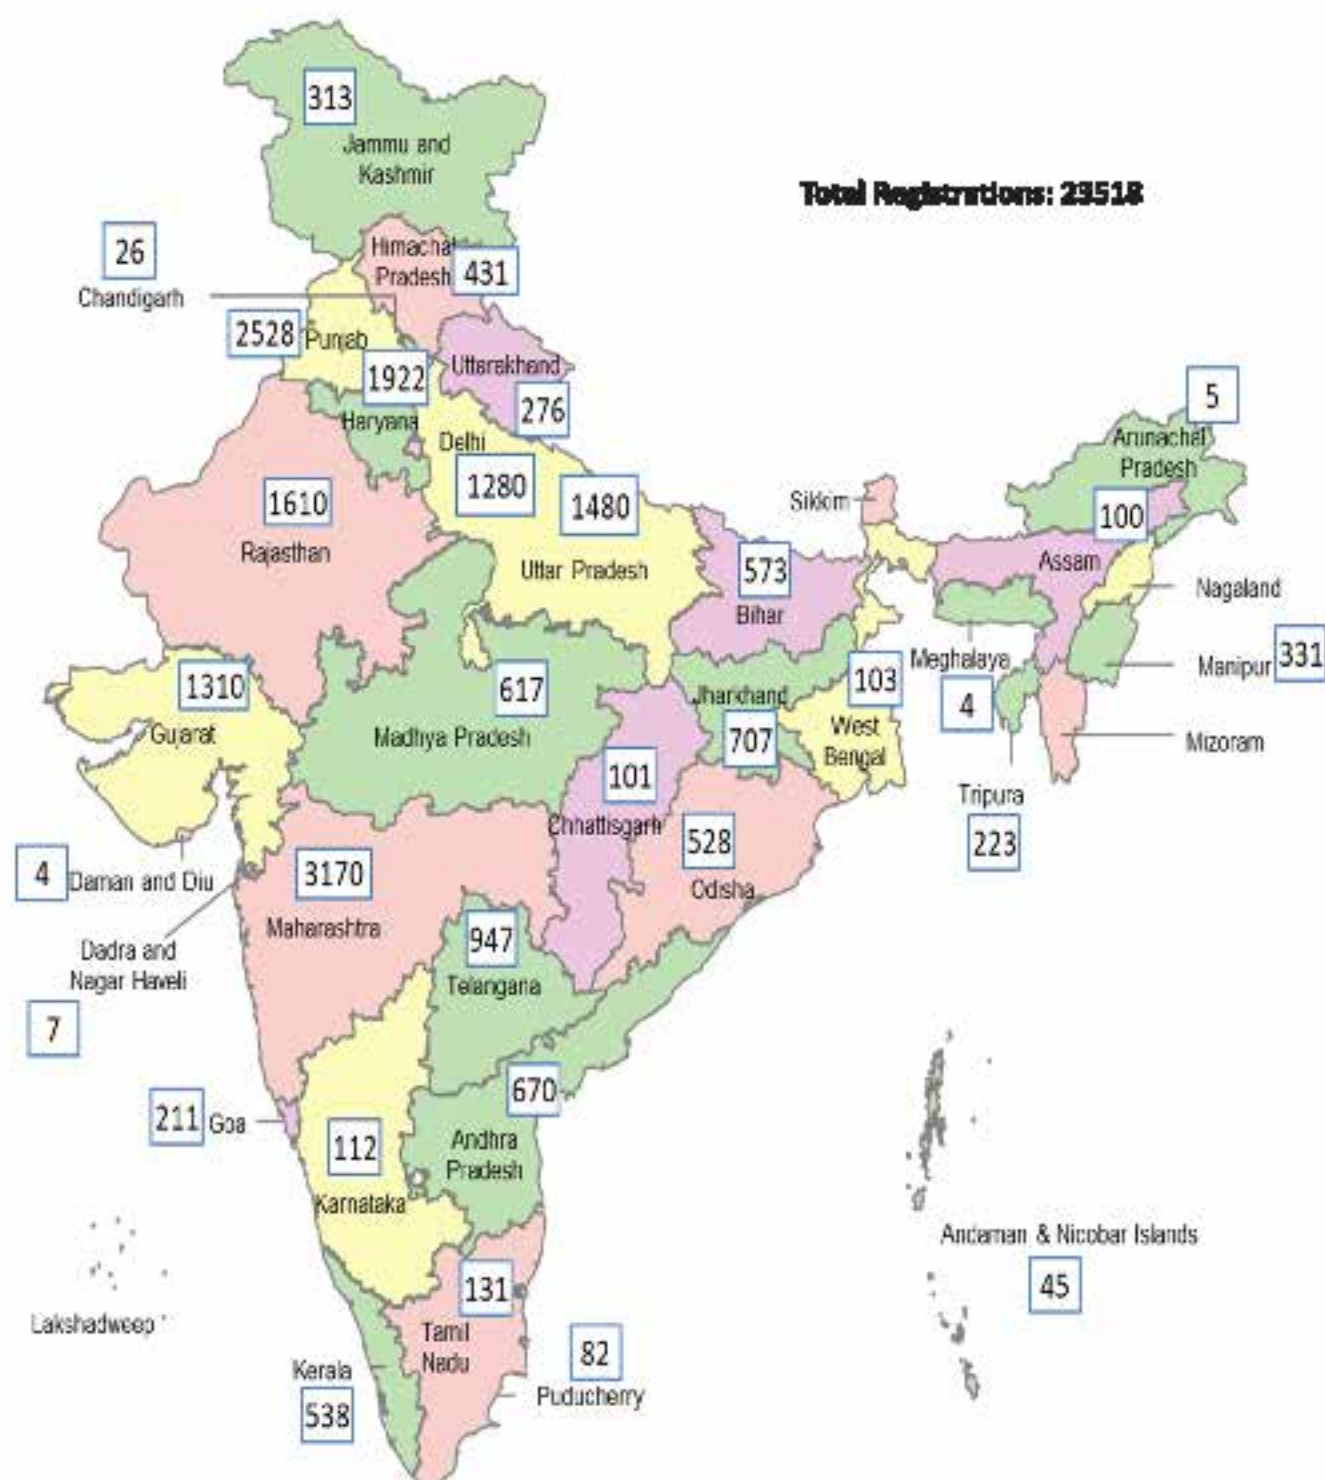 313
Jammu and
Kashmir
Total Registrations: 23518
26
Chandigarh
Himachal
Pradesh
431
2528
Punjab
1922
Uttarakhand
276
Haryana
Delhi
1280
1480
5
Arunachal
Pradesh
100
1610
Rajasthan
Uttar Pradesh
573
Bihar
Sikkim
Assam
Nagaland
Meghalaya
4
Manipur
331
1310
Gujarat
617
Madhya Pradesh
Jharkhand
707
103
West
Bengal
Mizoram
Tripura
223
101
Chhattisgarh
528
Odisha
4
Daman and Diu
3170
Maharashtra
Dadra and
Nagar Haveli
7
947
Telangana
670
Andhra
Pradesh
211
Goa
112
Karnataka
Andaman & Nicobar Islands
45
Lakshadweep
131
Tamil
Nadu
Kerala
538
82
Puducherry